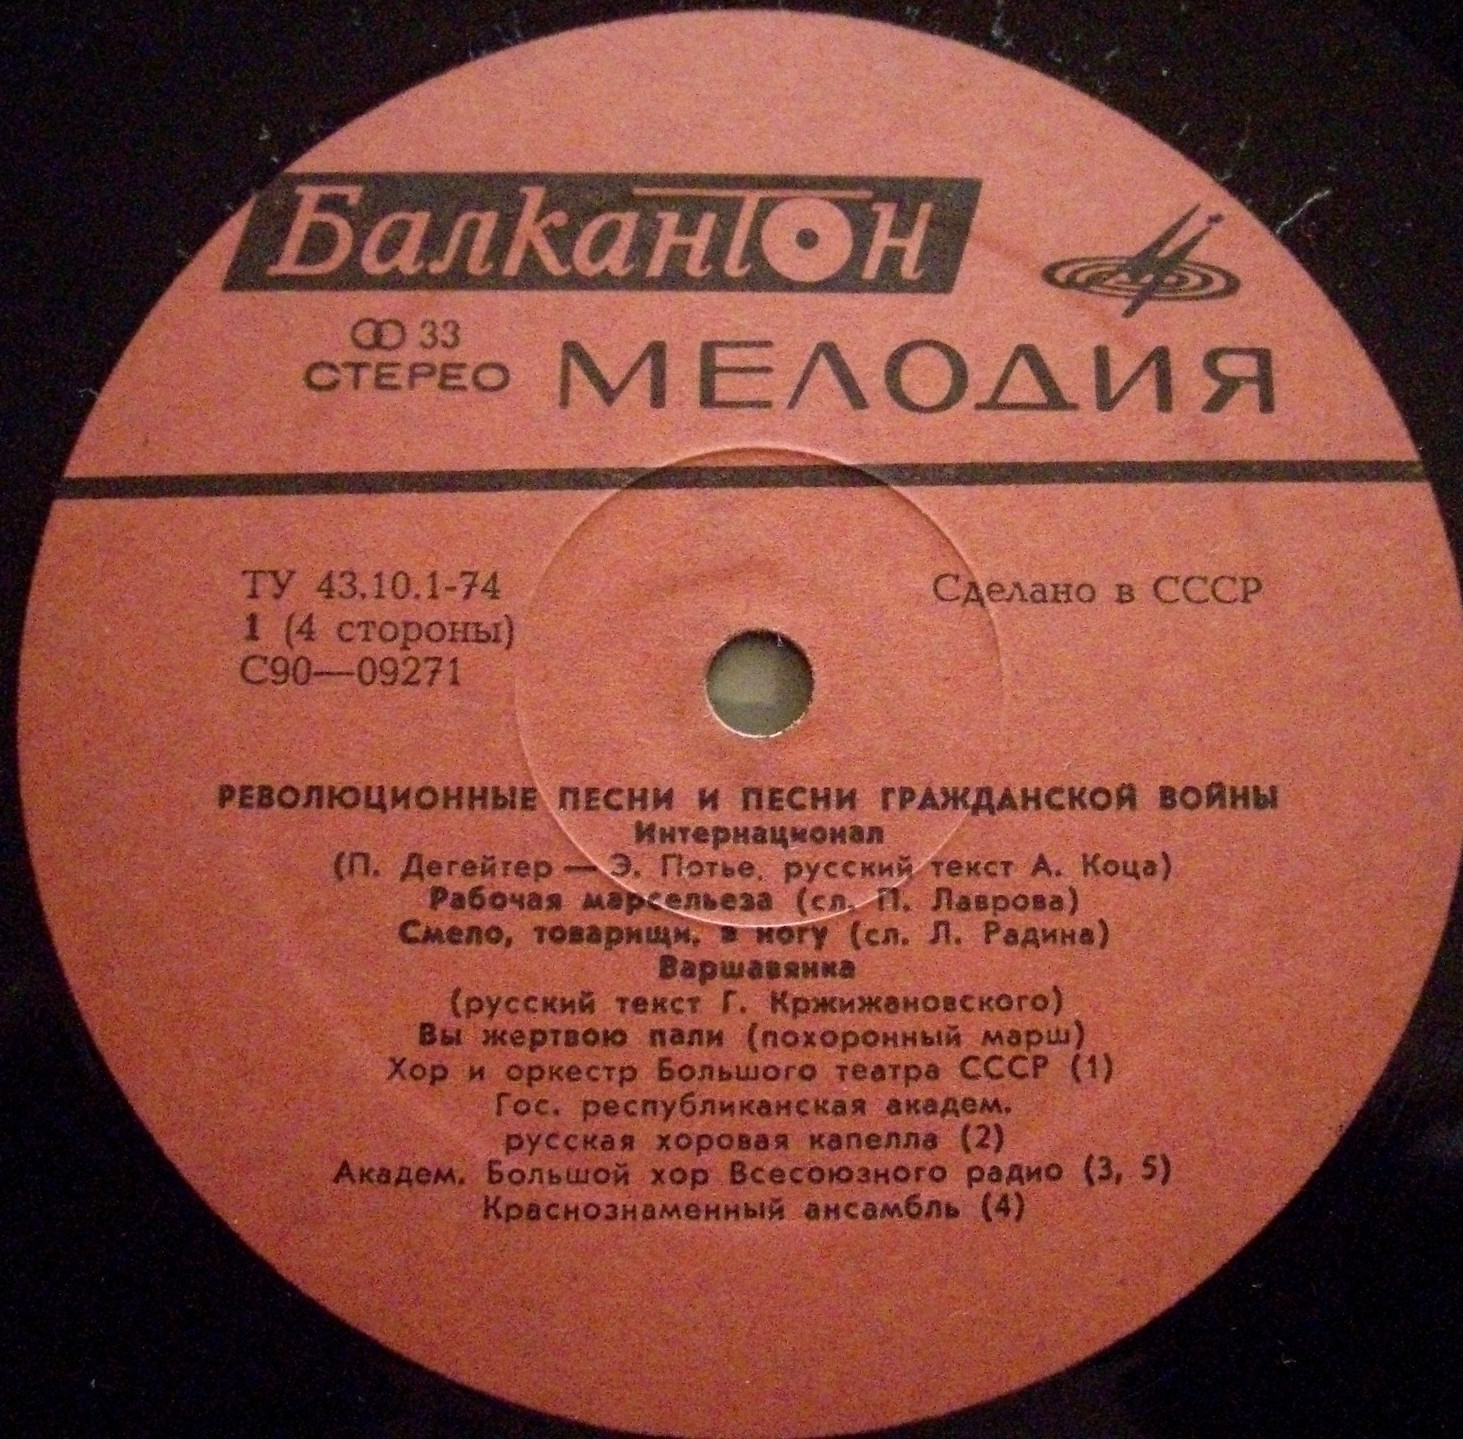 Балкантон
33
СТЕРЕО
МЕЛОДИЯ
ТУ 43.10.1-74
Сделано в СССР
1 (4 стороны)
С90—09271
РЕВОЛЮЦИОННЫЕ ПЕСНИ И ПЕСНИ ГРАЖДАНСКОЙ ВОЙНЫ
Интернационал
(П. Дегейтер — Э. Потье, русский текст А. Коца)
Рабочая марсельеза (сл. П. Лаврова)
Смело, товарищи, в ногу (сл. Л. Радина)
Варшавянка
(русский текст Г. Кржижановского)
Вы жертвою пали (похоронный марш)
Хор и оркестр Большого театра СССР (1)
Гос. республиканская академ.
русская хоровая капелла (2)
Академ. Большой хор Всесоюзного радио (3, 5)
Краснознаменный ансамбль (4)